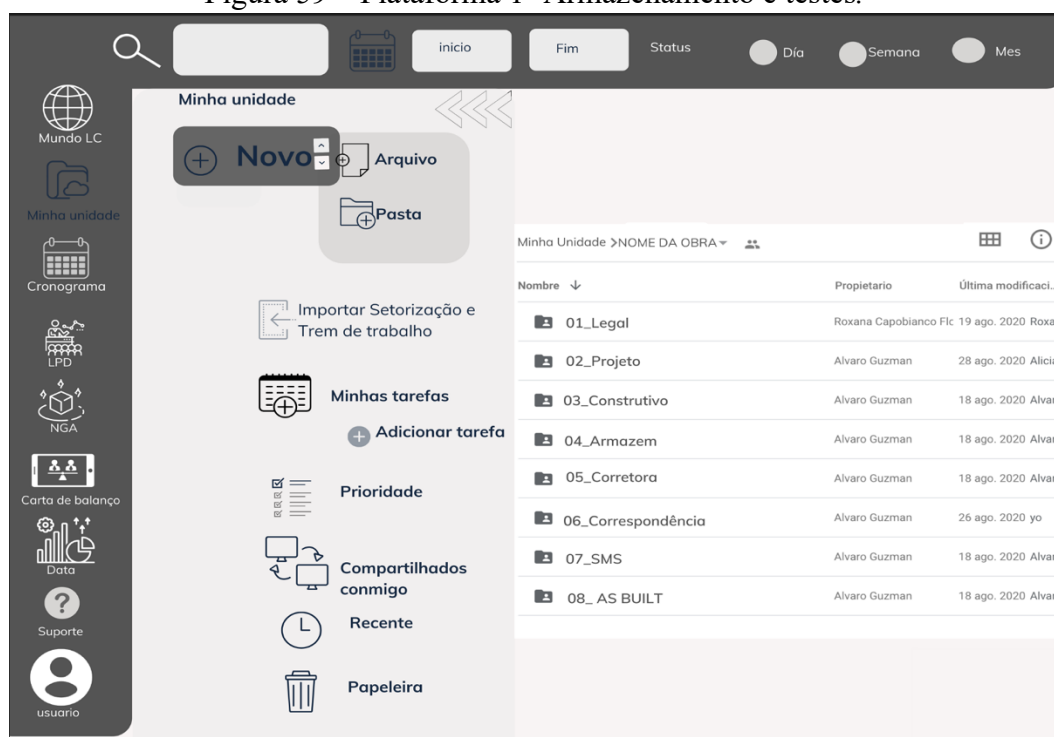 Figura 59 – Plataforma 1- Armazenamento e testes.
inicio
Fim
Status
Día
Semana
Mes
Mundo LC
Minha unidade
Cronograma
LPD
NGA
Carta de balanço
Data
Suporte
usuario
Minha unidade
Novo
Arquivo
Pasta
Importar Setorização e
Trem de trabalho
Minhas tarefas
Adicionar tarefa
Prioridade
Compartilhados
conmigo
Recente
Papeleira
Minha Unidade >NOME DA OBRA
Nombre Propietario Última modificaci...
01_Legal Roxana Capobianco Flc 19 ago. 2020 Roxa
02_Projeto Alvaro Guzman 28 ago. 2020 Alicia
03_Construtivo Alvaro Guzman 18 ago. 2020 Alvar
04_Armazem Alvaro Guzman 18 ago. 2020 Alvar
05_Corretora Alvaro Guzman 18 ago. 2020 Alvar
06_Correspondência Alvaro Guzman 26 ago. 2020 yo
07_SMS Alvaro Guzman 18 ago. 2020 Alvar
08_ AS BUILT Alvaro Guzman 18 ago. 2020 Alvar